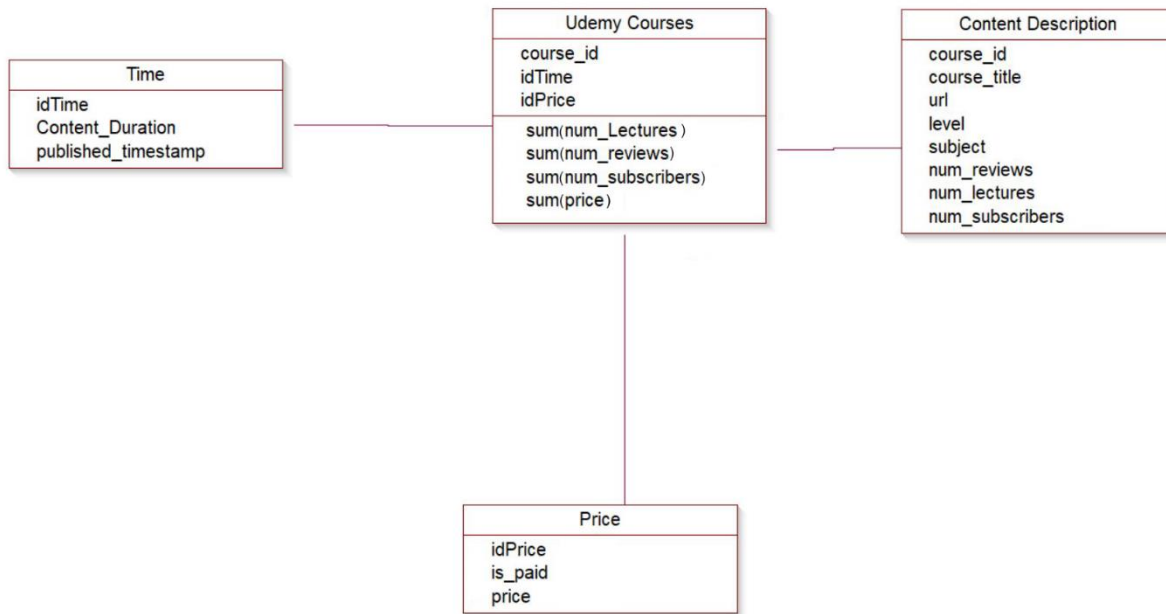 Time
idTime
Content_Duration
published_timestamp
Udemy Courses
course_id
idTime
idPrice
sum(num_Lectures )
sum(num_reviews)
sum(num_subscribers)
sum(price )
Content Description
course_id
course_title
url
level
subject
num_reviews
num_lectures
num_subscribers
Price
idPrice
is_paid
price